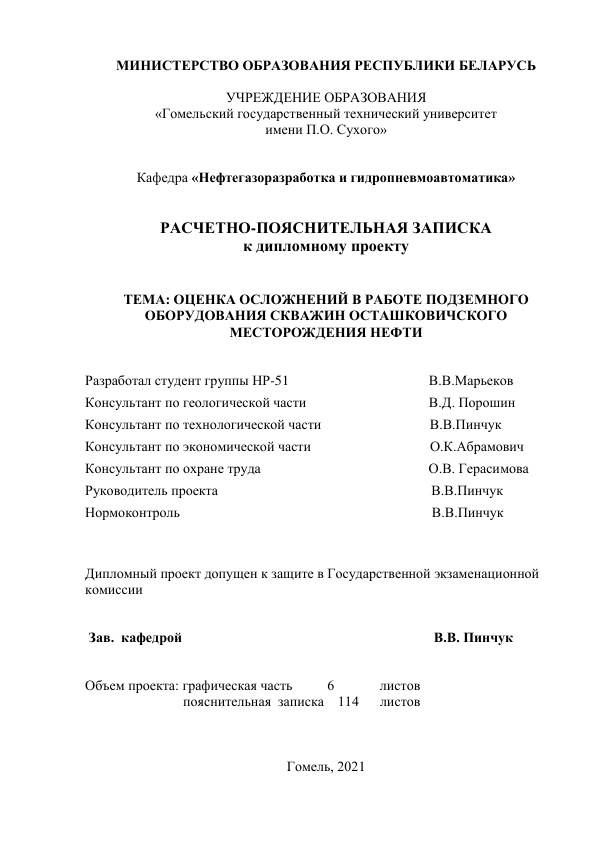 МИНИСТЕРСТВО ОБРАЗОВАНИЯ РЕСПУБЛИКИ БЕЛАРУСЬ
УЧРЕЖДЕНИЕ ОБРАЗОВАНИЯ
«Гомельский государственный технический университет
имени П.О. Сухого»
Кафедра «Нефтегазоразработка и гидропневмоавтоматика»
РАСЧЕТНО-ПОЯСНИТЕЛЬНАЯ ЗАПИСКА
к дипломному проекту
ТЕМА: ОЦЕНКА ОСЛОЖНЕНИЙ В РАБОТЕ ПОДЗЕМНОГО
ОБОРУДОВАНИЯ СКВАЖИН ОСТАШКОВИЧСКОГО
МЕСТОРОЖДЕНИЯ НЕФТИ
Разработал студент группы НР-51 В.В.Марьеков
Консультант по геологической части В.Д. Порошин
Консультант по технологической части В.В.Пинчук
Консультант по экономической части О.К.Абрамович
Консультант по охране труда О.В. Герасимова
Руководитель проекта В.В.Пинчук
Нормоконтроль В.В.Пинчук
Дипломный проект допущен к защите в Государственной экзаменационной
комиссии
Зав. кафедрой В.В. Пинчук
Объем проекта: графическая часть 6 листов
пояснительная записка 114 листов
Гомель, 2021